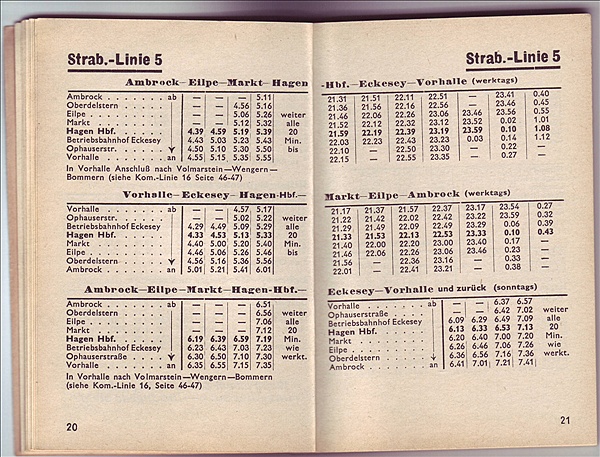 Strab.-Linie 5
Ambrock—Eilpe—Markt—Hagen
Ambrock . . . . . . . ab — — — 5.11
Oberdelstern . . . . . — — 4.56 5.16
Eilpe . . . . . . . . — — 5.06 5.26 weiter
Markt . . . . . . . . — — 5.12 5.32 alle
Hagen Hbf. . . . . . . 4.39 4.59 5.19 5.39 20
Betriebsbahnhof Eckesey 4.43 5.03 5.23 5.43 Min.
Ophauserstr. . . . . . 4.50 5.10 5.30 5.50 bis
Vorhalle . . . . . . . an 4.55 5.15 5.35 5.55
In Vorhalle Anschluß nach Volmarstein—Wengern—
Bommern (siehe Kom.-Linie 16 Seite 46-47)
Vorhalle—Eckesey—Hagen-Hbf.—
Vorhalle . . . . . . . ab — — 4.57 5.17
Ophauserstr. . . . . . — — 5.02 5.22 weiter
Betriebsbahnhof Eckesey 4.29 4.49 5.09 5.29 alle
Hagen Hbf. . . . . . . 4.33 4.53 5.13 5.33 20
Markt . . . . . . . . 4.40 5.00 5.20 5.40 Min.
Eilpe . . . . . . . . 4.46 5.06 5.26 5.46 bis
Oberdelstern . . . . . 4.56 5.16 5.36 5.56
Ambrock . . . . . . . an 5.01 5.21 5.41 6.01
Ambrock—Eilpe—Markt—Hagen-Hbf.—
Ambrock . . . . . . . ab — — — 6.51
Oberdelstern . . . . . — — — 6.56 weiter
Eilpe . . . . . . . . — — — 7.06 alle
Markt . . . . . . . . — — — 7.12 20
Hagen Hbf. . . . . . . 6.19 6.39 6.59 7.19 Min.
Betriebsbahnhof Eckesey 6.23 6.43 7.03 7.23 wie
Ophauserstraße . . . . 6.30 6.50 7.10 7.30 werkt.
Vorhalle . . . . . . . an 6.35 6.55 7.15 7.35
In Vorhalle nach Volmarstein—Wengern—Bommern
(siehe Kom.-Linie 16, Seite 46-47)
20
Strab.-Linie 5
-Hbf.—Eckesey—Vorhalle (werktags)
21.31 21.51 22.11 22.51 — 23.41 0.40
21.36 21.56 22.16 22.56 — 23.46 0.45
21.46 22.06 22.26 23.06 23.46 23.56 0.55
21.52 22.12 22.32 23.12 23.52 0.02 1.01
21.59 22.19 22.39 23.19 23.59 0.10 1.08
22.03 22.23 22.43 23.23 0.03 0.14 1.12
22.10 — 22.50 23.30 — 0.22 —
22.15 — 22.55 23.35 — 0.27 —
Markt—Eilpe—Ambrock (werktags)
21.17 21.37 21.57 22.37 23.17 23.54 0.27
21.22 21.42 22.02 22.42 23.22 23.59 0.32
21.29 21.49 22.09 22.49 23.29 0.06 0.39
21.33 21.53 22.13 22.53 23.33 0.10 0.43
21.40 22.00 22.20 23.00 23.40 0.17 —
21.46 22.06 22.26 23.06 23.46 0.23 —
21.56 — 22.36 23.16 — 0.33 —
22.01 — 22.41 23.21 — 0.38 —
Eckesey—Vorhalle und zurück (sonntags)
Vorhalle . . . . . . . ab — — 6.37 6.57
Ophauserstraße . . . . — — 6.42 7.02 weiter
Betriebsbahnhof Eckesey 6.09 6.29 6.49 7.09 alle
Hagen Hbf. . . . . . . 6.13 6.33 6.53 7.13 20
Markt . . . . . . . . 6.20 6.40 7.00 7.20 Min.
Eilpe . . . . . . . . 6.26 6.46 7.06 7.26 wie
Oberdelstern . . . . . 6.36 6.56 7.16 7.36 werkt.
Ambrock . . . . . . . an 6.41 7.01 7.21 7.41
21